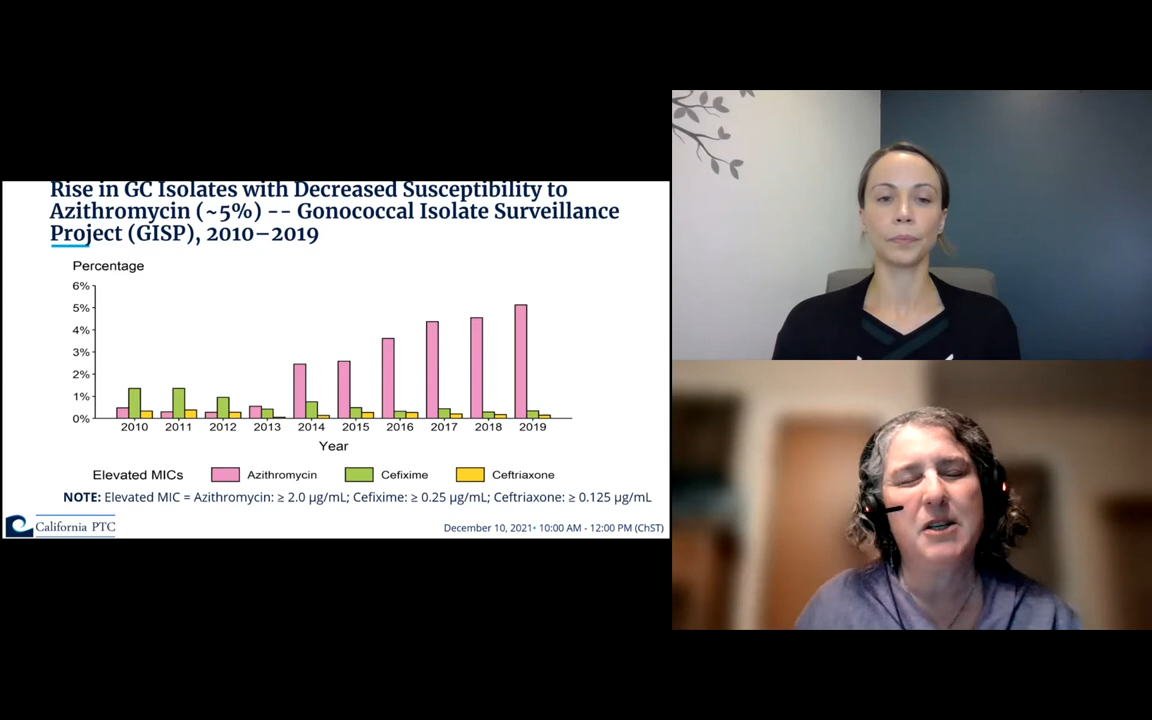 Rise in GC Isolates with Decreased Susceptibility to
Azithromycin (~5%) -- Gonococcal Isolate Surveillance
Project (GISP), 2010–2019
Percentage
6%
5%
4%
3%
2%
1%
0%
2010 2011 2012 2013 2014 2015 2016 2017 2018 2019
Year
Elevated MICs Azithromycin Cefixime Ceftriaxone
NOTE: Elevated MIC = Azithromycin: ≥ 2.0 µg/mL; Cefixime: ≥ 0.25 µg/mL; Ceftriaxone: ≥ 0.125 µg/mL
California PTC
December 10, 2021• 10:00 AM - 12:00 PM (ChST)